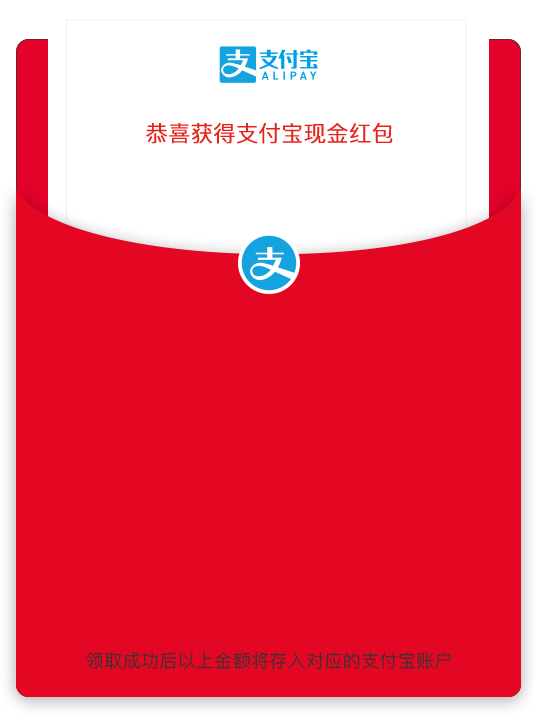 支付宝
ALIPAY
恭喜获得支付宝现金红包
支
领取成功后以上金额将存入对应的支付宝账户